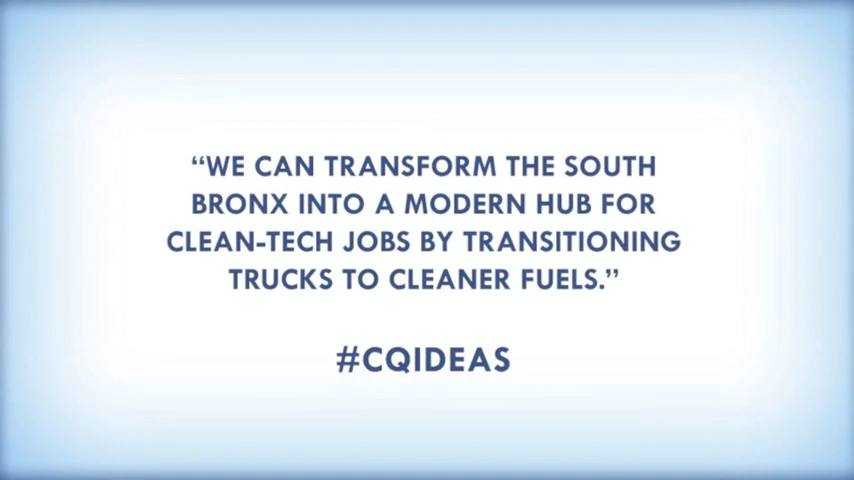 “WE CAN TRANSFORM THE SOUTH
BRONX INTO A MODERN HUB FOR
CLEAN-TECH JOBS BY TRANSITIONING
TRUCKS TO CLEANER FUELS.”
#CQIDEAS